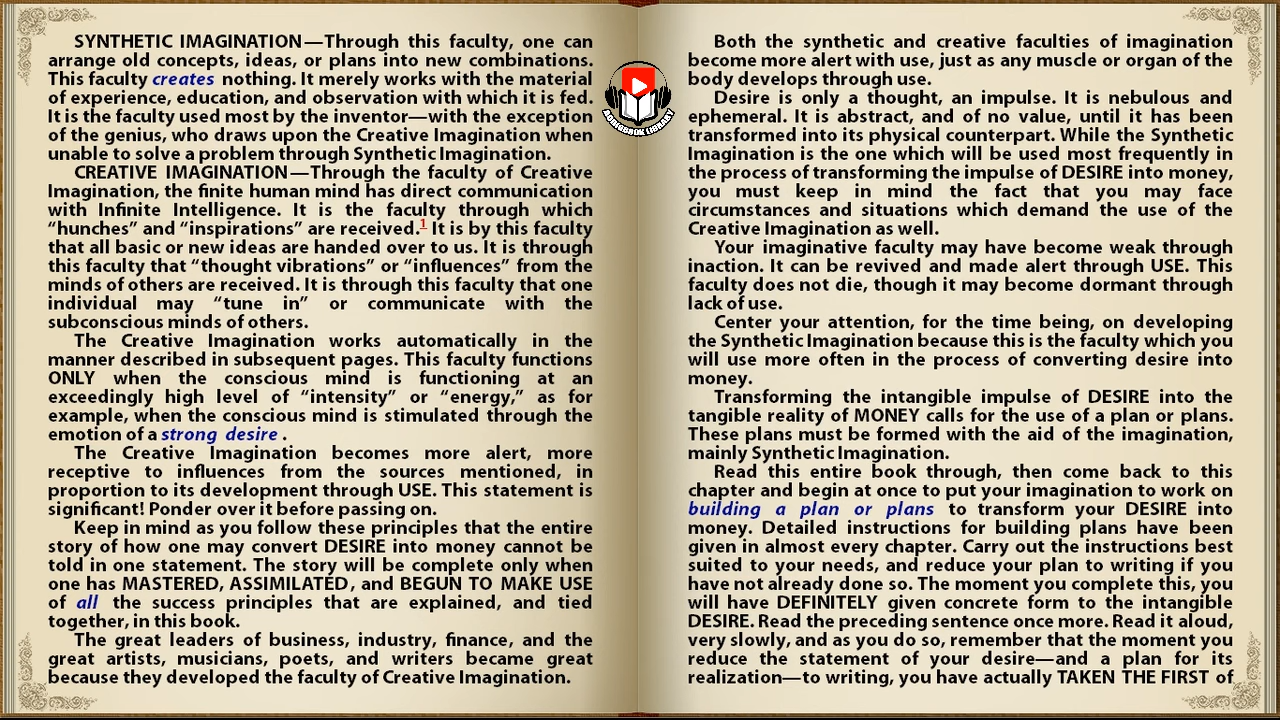 SYNTHETIC IMAGINATION—Through this faculty, one can
arrange old concepts, ideas, or plans into new combinations.
This faculty creates nothing. It merely works with the material
of experience, education, and observation with which it is fed.
It is the faculty used most by the inventor—with the exception
of the genius, who draws upon the Creative Imagination when
unable to solve a problem through Synthetic Imagination.
CREATIVE IMAGINATION—Through the faculty of Creative
Imagination, the finite human mind has direct communication
with Infinite Intelligence. It is the faculty through which
“hunches” and “inspirations” are received.1 It is by this faculty
that all basic or new ideas are handed over to us. It is through
this faculty that “thought vibrations” or “influences” from the
minds of others are received. It is through this faculty that one
individual may “tune in” or communicate with the
subconscious minds of others.
The Creative Imagination works automatically in the
manner described in subsequent pages. This faculty functions
ONLY when the conscious mind is functioning at an
exceedingly high level of “intensity” or “energy,” as for
example, when the conscious mind is stimulated through the
emotion of a strong desire .
The Creative Imagination becomes more alert, more
receptive to influences from the sources mentioned, in
proportion to its development through USE. This statement is
significant! Ponder over it before passing on.
Keep in mind as you follow these principles that the entire
story of how one may convert DESIRE into money cannot be
told in one statement. The story will be complete only when
one has MASTERED, ASSIMILATED, and BEGUN TO MAKE USE
of all the success principles that are explained, and tied
together, in this book.
The great leaders of business, industry, finance, and the
great artists, musicians, poets, and writers became great
because they developed the faculty of Creative Imagination.
AUDIOBOOK LIBRARY
Both the synthetic and creative faculties of imagination
become more alert with use, just as any muscle or organ of the
body develops through use.
Desire is only a thought, an impulse. It is nebulous and
ephemeral. It is abstract, and of no value, until it has been
transformed into its physical counterpart. While the Synthetic
Imagination is the one which will be used most frequently in
the process of transforming the impulse of DESIRE into money,
you must keep in mind the fact that you may face
circumstances and situations which demand the use of the
Creative Imagination as well.
Your imaginative faculty may have become weak through
inaction. It can be revived and made alert through USE. This
faculty does not die, though it may become dormant through
lack of use.
Center your attention, for the time being, on developing
the Synthetic Imagination because this is the faculty which you
will use more often in the process of converting desire into
money.
Transforming the intangible impulse of DESIRE into the
tangible reality of MONEY calls for the use of a plan or plans.
These plans must be formed with the aid of the imagination,
mainly Synthetic Imagination.
Read this entire book through, then come back to this
chapter and begin at once to put your imagination to work on
building a plan or plans to transform your DESIRE into
money. Detailed instructions for building plans have been
given in almost every chapter. Carry out the instructions best
suited to your needs, and reduce your plan to writing if you
have not already done so. The moment you complete this, you
will have DEFINITELY given concrete form to the intangible
DESIRE. Read the preceding sentence once more. Read it aloud,
very slowly, and as you do so, remember that the moment you
reduce the statement of your desire—and a plan for its
realization—to writing, you have actually TAKEN THE FIRST of